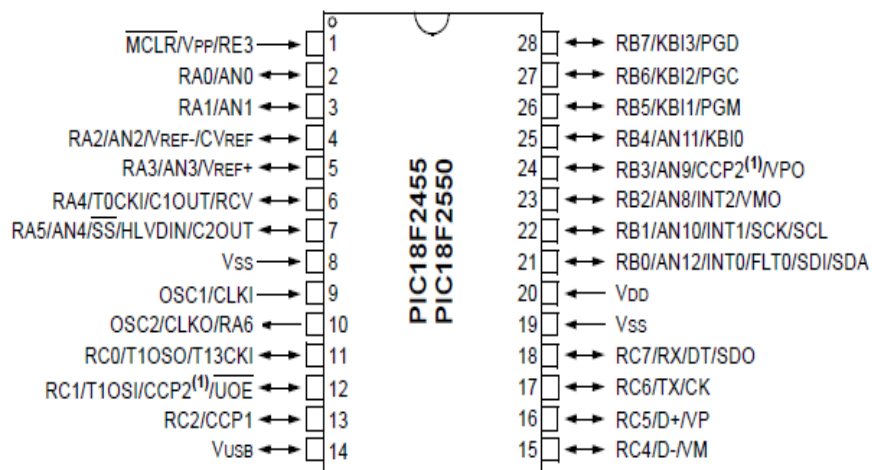 MCLR/VPP/RE3 1
RA0/AN0 2
RA1/AN1 3
RA2/AN2/VREF-/CVREF 4
RA3/AN3/VREF+ 5
RA4/T0CKI/C1OUT/RCV 6
RA5/AN4/SS/HLVDIN/C2OUT 7
VSS 8
OSC1/CLKI 9
OSC2/CLKO/RA6 10
RC0/T1OSO/T13CKI 11
RC1/T1OSI/CCP2(1)/UOE 12
RC2/CCP1 13
VUSB 14
PIC18F2455
PIC18F2550
28 RB7/KBI3/PGD
27 RB6/KBI2/PGC
26 RB5/KBI1/PGM
25 RB4/AN11/KBI0
24 RB3/AN9/CCP2(1)/VPO
23 RB2/AN8/INT2/VMO
22 RB1/AN10/INT1/SCK/SCL
21 RB0/AN12/INT0/FLT0/SDI/SDA
20 VDD
19 VSS
18 RC7/RX/DT/SDO
17 RC6/TX/CK
16 RC5/D+/VP
15 RC4/D-/VM